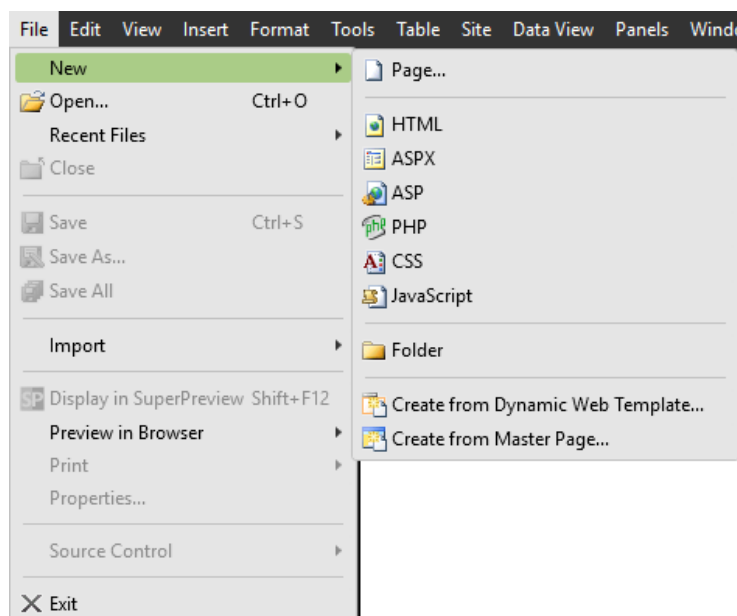 File Edit View Insert Format Tools Table Site Data View Panels
New
Open... Ctrl+O
Recent Files
Close
Save Ctrl+S
Save As...
Save All
Import
SP Display in SuperPreview Shift+F12
Preview in Browser
Print
Properties...
Source Control
Exit
Page...
HTML
ASPX
ASP
php PHP
A CSS
JavaScript
Folder
Create from Dynamic Web Template...
Create from Master Page...